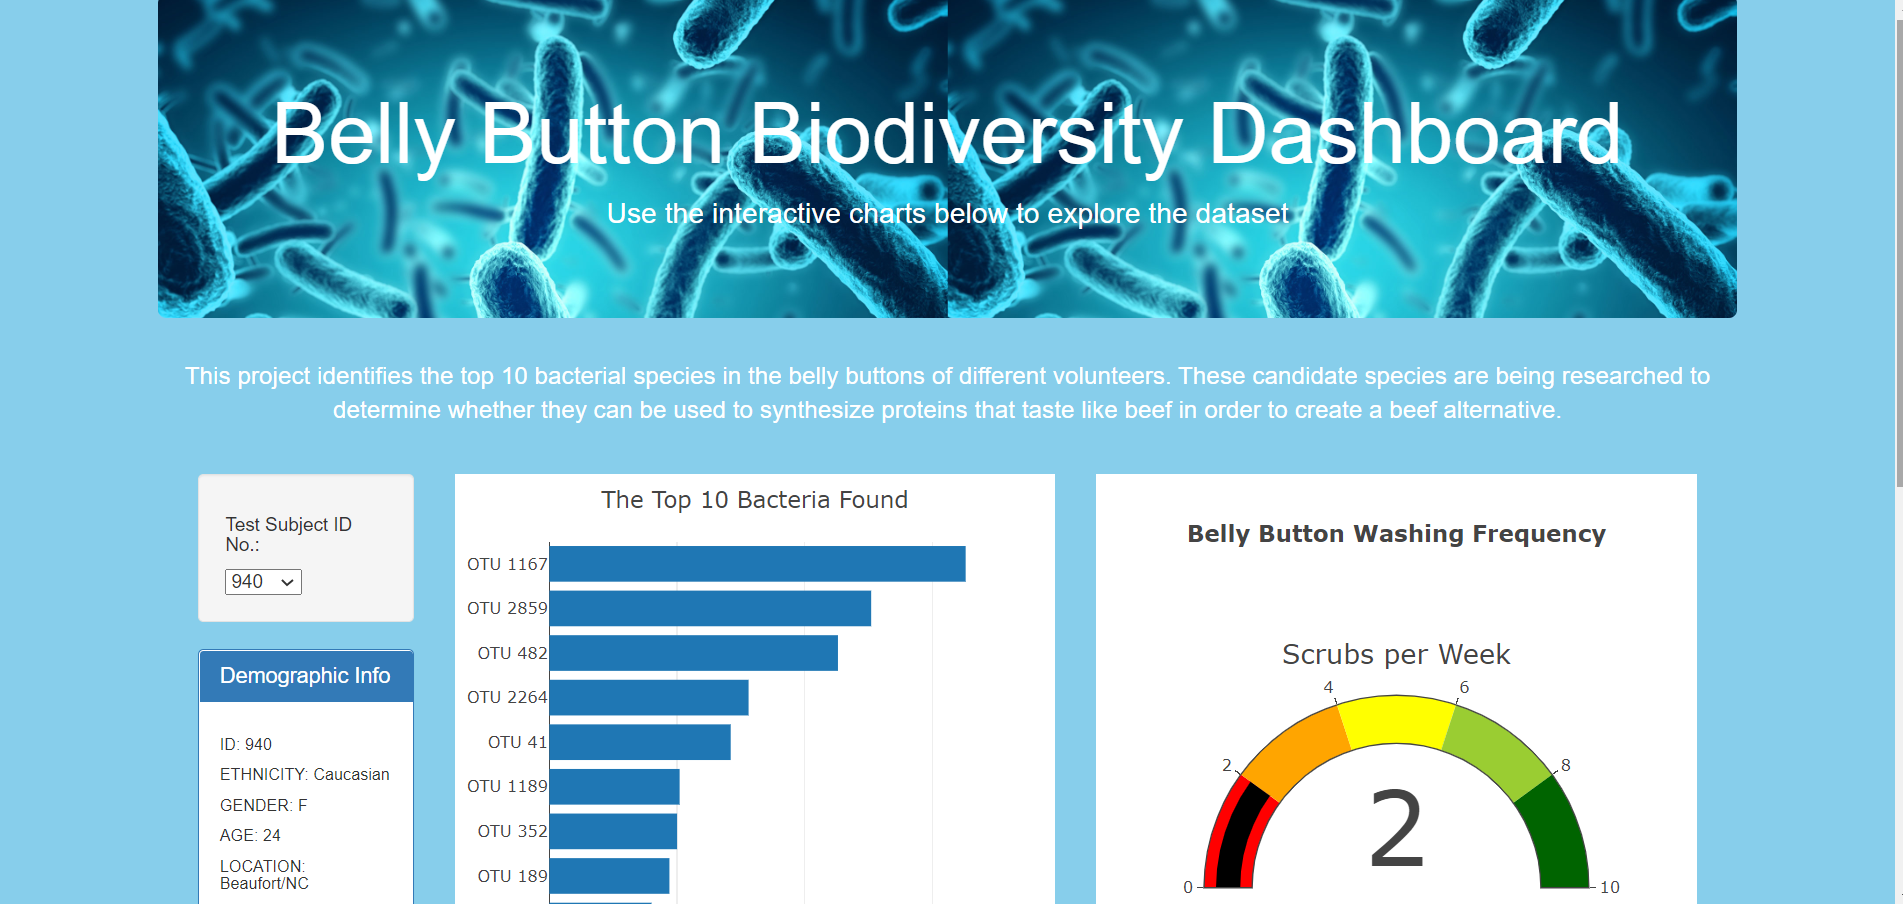 Belly Button Biodiversity Dashboard
Use the interactive charts below to explore the dataset
This project identifies the top 10 bacterial species in the belly buttons of different volunteers. These candidate species are being researched to
determine whether they can be used to synthesize proteins that taste like beef in order to create a beef alternative.
Test Subject ID
No.:
940
Demographic Info
ID: 940
ETHNICITY: Caucasian
GENDER: F
AGE: 24
LOCATION:
Beaufort/NC
The Top 10 Bacteria Found
OTU 1167
OTU 2859
OTU 482
OTU 2264
OTU 41
OTU 1189
OTU 352
OTU 189
Belly Button Washing Frequency
Scrubs per Week
4
6
2
8
2
0
10